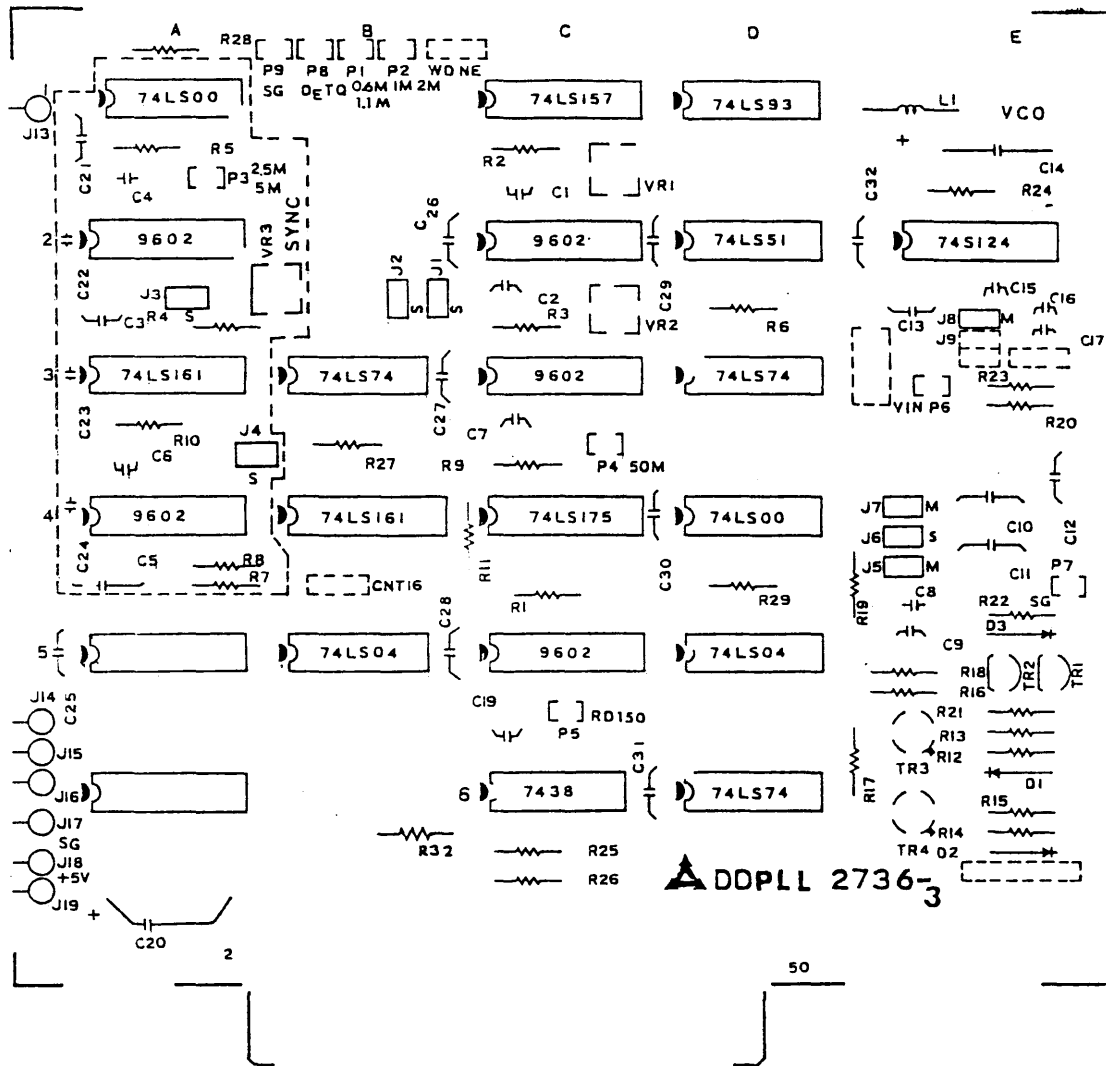 A B C D E
R28
P9 P8 P1 P2 WD NE
SG DETQ 0.6M 1M 2M
1.1M
74LS00 74LS157 74LS93 L1 VCO
J13
+
C21 R5 R2 C14
P3 2.5M
5M
C4 C1 VR1 C32 R24
SYNC
VR3
C26
2 9602 9602 74LS51 74S124
C22 J3 J2 J1 C2 C29 C15 C16
S S S
C3 R4 R3 VR2 R6 C13 J8 M
J9 C17
3 74LS161 74LS74 9602 74LS74
C23 C27 R23
VIN P6
R20
R10 J4 C7
C6 R27 R9 P4 50M
S
4 9602 74LS161 74LS175 74LS00 J7 M
C10 C12
J6 S
C24 C5 R8 R11 C30 J5 M C11 P7
R7 CNT16 R1 R29 R19 C8 R22 SG
C28 D3
5 74LS04 9602 74LS04 C9
R18 TR2 TR1
R16
J14 C25 C19 RD150 R21
P5
J15 R13
R12
C31 R17 TR3 D1
J16 6 7438 74LS74
J17 R15
SG R32 R14
J18 R25 TR4 D2
+5V R26 DDPLL 2736-3
J19
+
C20
2 50